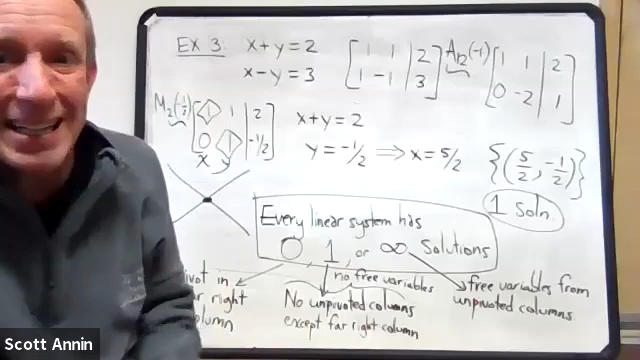 EX 3: x+y=2
x-y=3
[1 1 | 2]
[1 -1 | 3]
A12(-1)
[1 1 | 2]
[0 -2 | 1]
M2(-1/2)
[1 1 | 2]
[0 1 | -1/2]
x y
x+y=2
y=-1/2 ⟹ x=5/2
{(5/2, -1/2)}
1 Soln.
Every linear system has
0, 1, or ∞ Solutions
pivot in
right
column
no free variables
No unpivoted columns
except far right column
free variables from
unpivoted columns.
Scott Annin